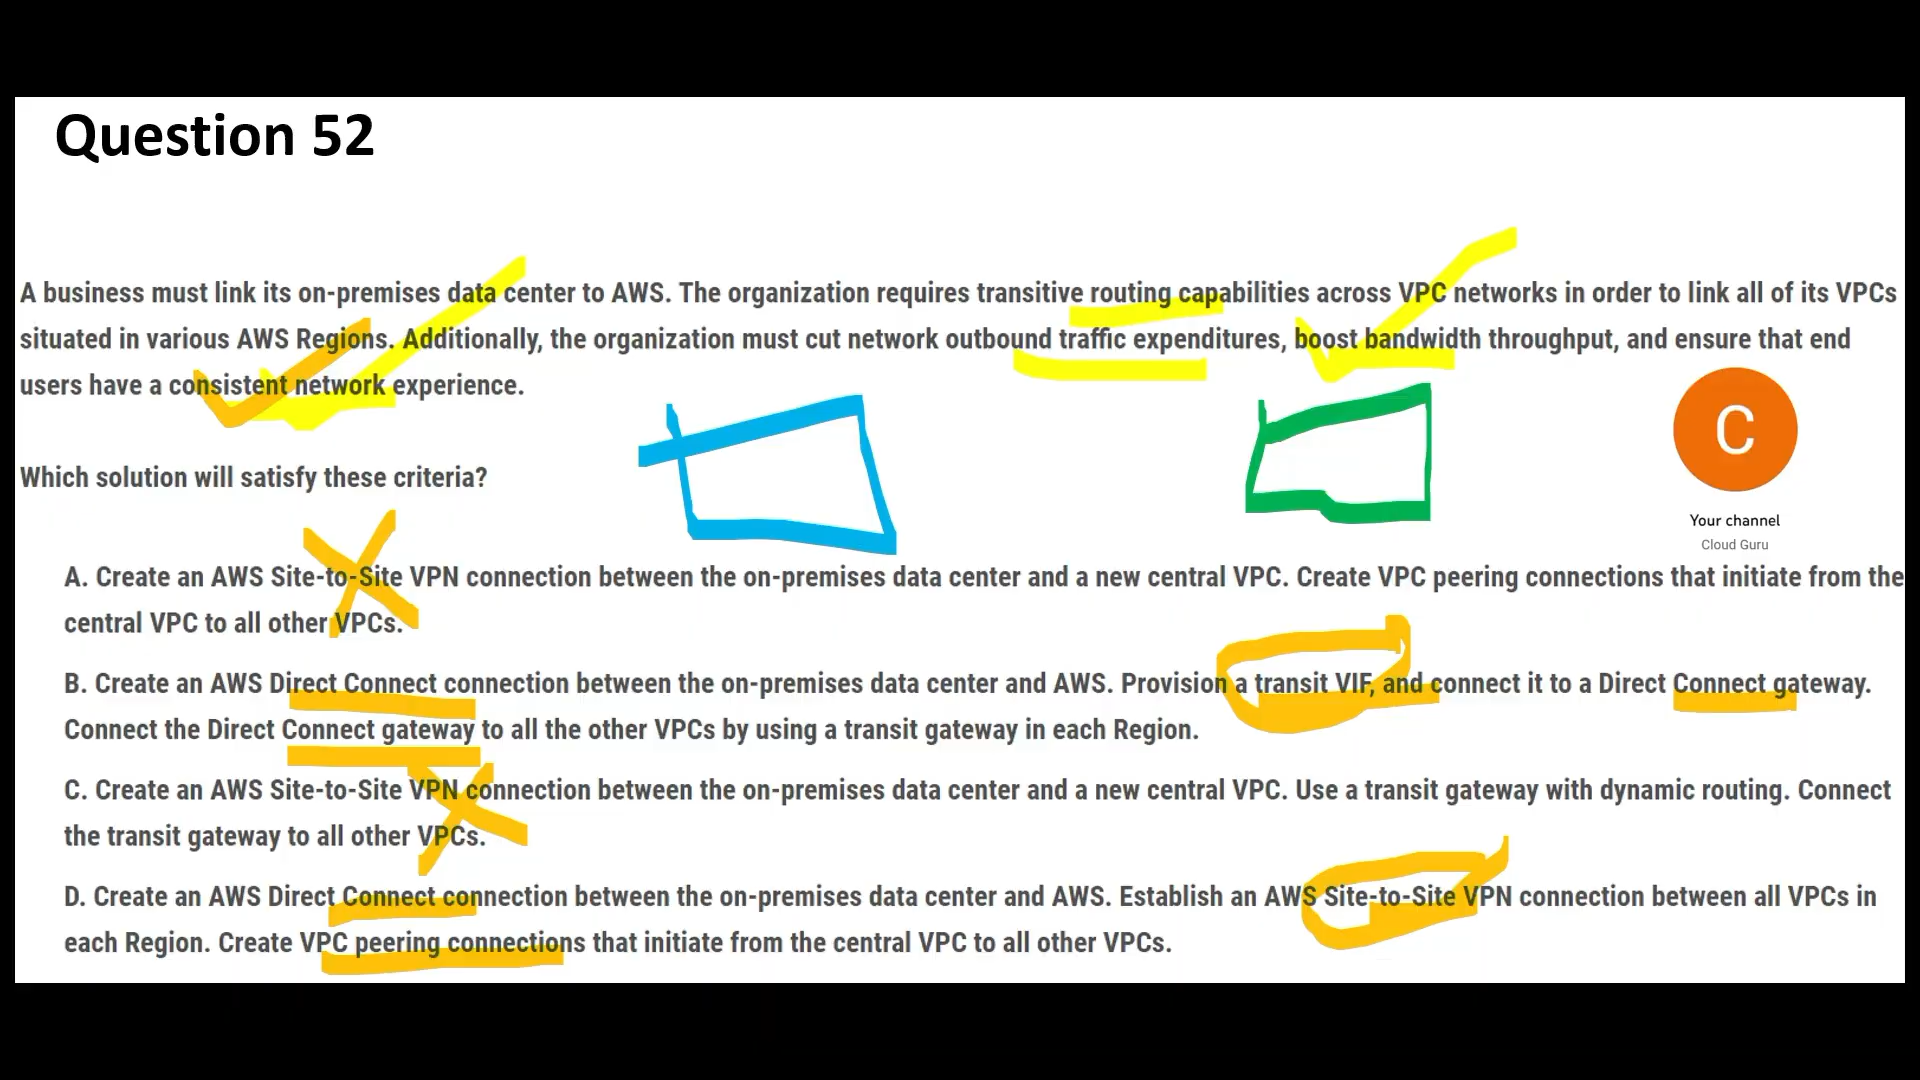 Question 52
A business must link its on-premises data center to AWS. The organization requires transitive routing capabilities across VPC networks in order to link all of its VPCs
situated in various AWS Regions. Additionally, the organization must cut network outbound traffic expenditures, boost bandwidth throughput, and ensure that end
users have a consistent network experience.
C
Which solution will satisfy these criteria?
Your channel
Cloud Guru
A. Create an AWS Site-to-Site VPN connection between the on-premises data center and a new central VPC. Create VPC peering connections that initiate from the
central VPC to all other VPCs.
B. Create an AWS Direct Connect connection between the on-premises data center and AWS. Provision a transit VIF, and connect it to a Direct Connect gateway.
Connect the Direct Connect gateway to all the other VPCs by using a transit gateway in each Region.
C. Create an AWS Site-to-Site VPN connection between the on-premises data center and a new central VPC. Use a transit gateway with dynamic routing. Connect
the transit gateway to all other VPCs.
D. Create an AWS Direct Connect connection between the on-premises data center and AWS. Establish an AWS Site-to-Site VPN connection between all VPCs in
each Region. Create VPC peering connections that initiate from the central VPC to all other VPCs.